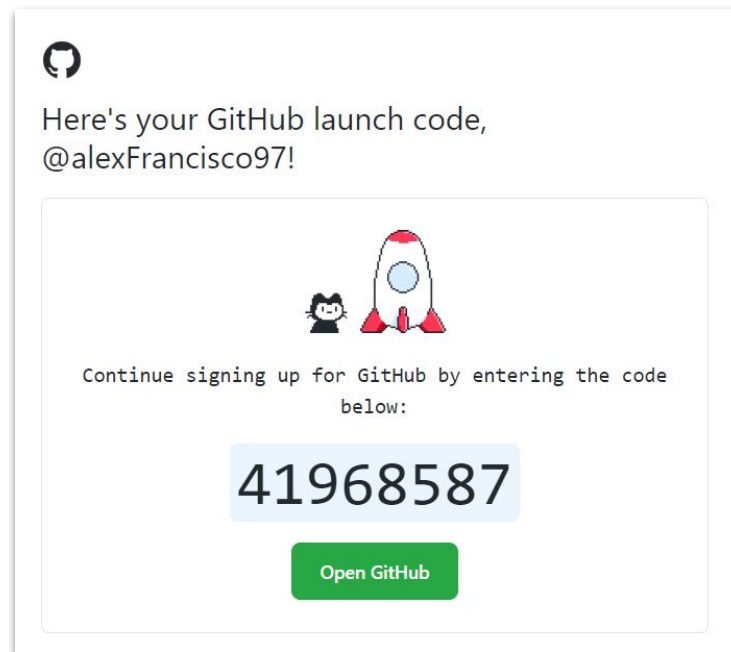 Here's your GitHub launch code,
@alexFrancisco97!
Continue signing up for GitHub by entering the code
below:
41968587
Open GitHub